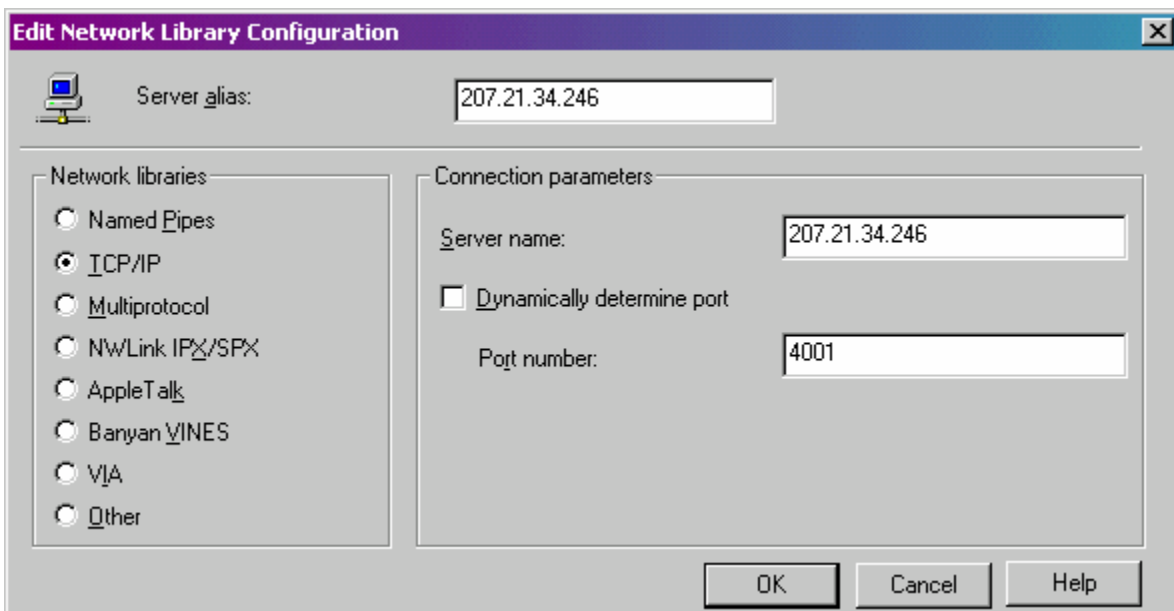 Edit Network Library Configuration
Server alias:
207.21.34.246
Network libraries
Named Pipes
TCP/IP
Multiprotocol
NWLink IPX/SPX
AppleTalk
Banyan VINES
VIA
Other
Connection parameters
Server name:
207.21.34.246
Dynamically determine port
Port number:
4001
OK
Cancel
Help